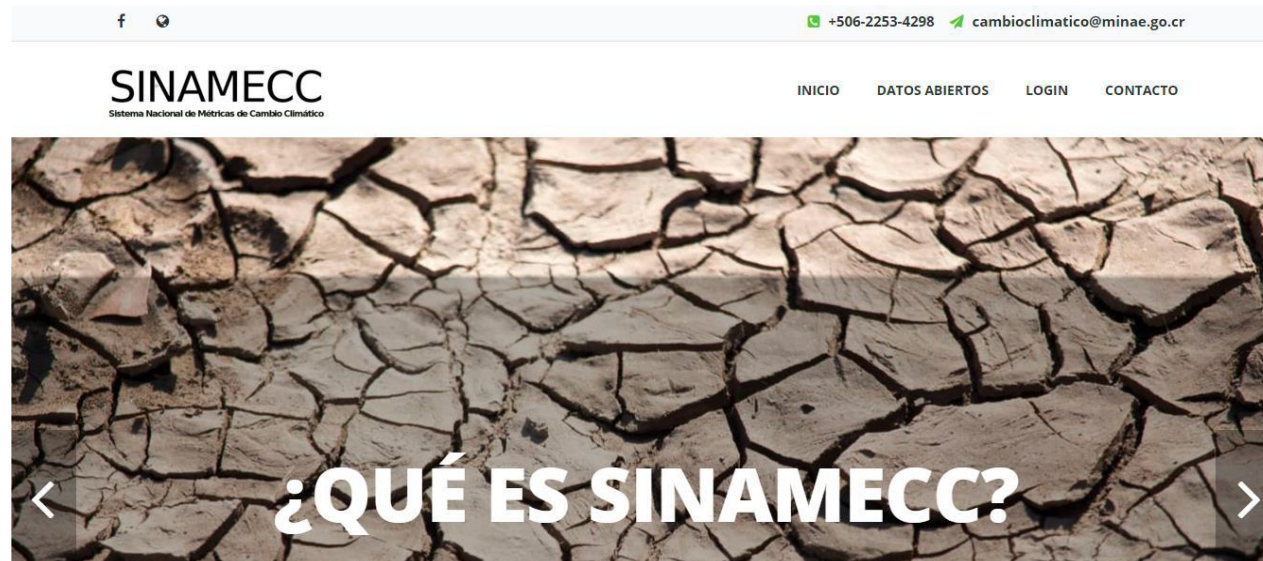 +506-2253-4298 cambioclimatico@minae.go.cr
SINAMECC
Sistema Nacional de Métricas de Cambio Climático
INICIO DATOS ABIERTOS LOGIN CONTACTO
¿QUÉ ES SINAMECC?